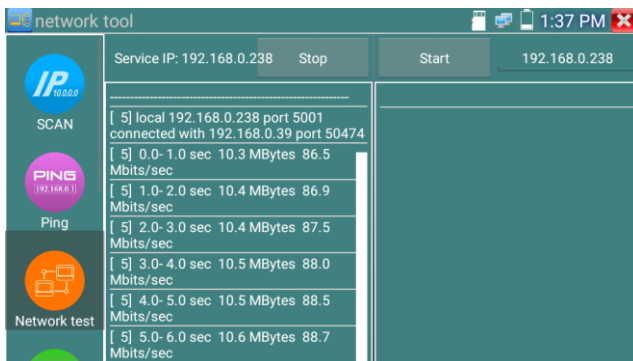 network tool
1:37 PM
Service IP: 192.168.0.238
Stop
Start
192.168.0.238
IP
10.0.0.0
SCAN
PING
192.168.0.1
Ping
Network test
[ 5] local 192.168.0.238 port 5001
connected with 192.168.0.39 port 50474
[ 5] 0.0- 1.0 sec 10.3 MBytes 86.5
Mbits/sec
[ 5] 1.0- 2.0 sec 10.4 MBytes 86.9
Mbits/sec
[ 5] 2.0- 3.0 sec 10.4 MBytes 87.5
Mbits/sec
[ 5] 3.0- 4.0 sec 10.5 MBytes 88.0
Mbits/sec
[ 5] 4.0- 5.0 sec 10.5 MBytes 88.5
Mbits/sec
[ 5] 5.0- 6.0 sec 10.6 MBytes 88.7
Mbits/sec